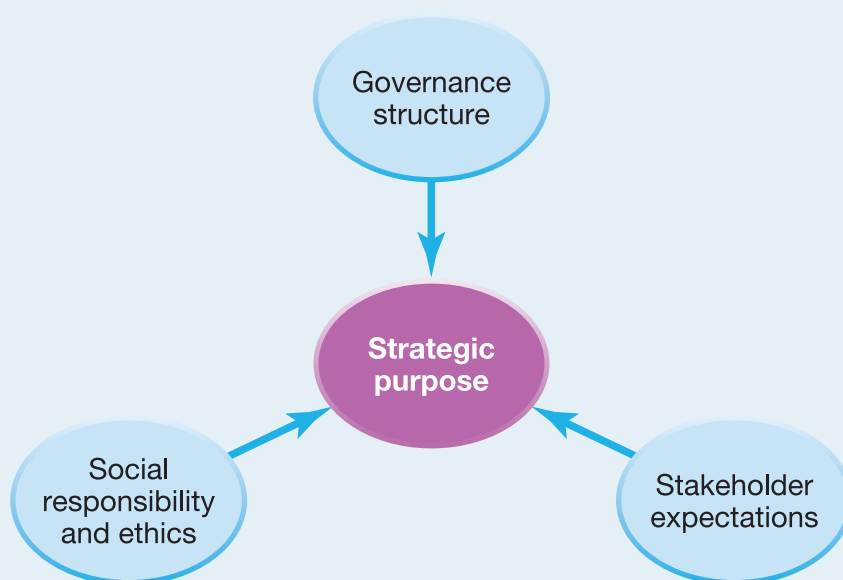 Governance
structure
Strategic
purpose
Social
responsibility
and ethics
Stakeholder
expectations